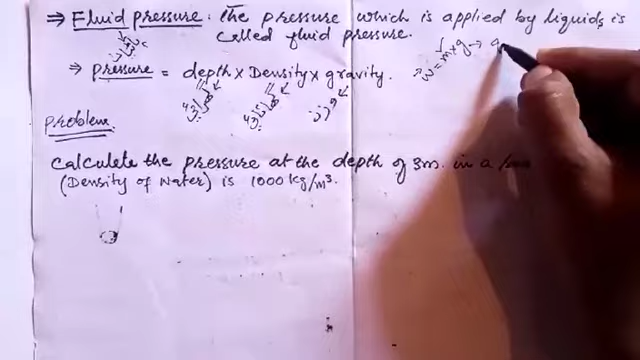 ⇒ Fluid pressure: The pressure which is applied by liquids is
called fluid pressure.
⇒ w = m×g →
⇒ pressure = depth × Density × gravity.
Problem
Calculate the pressure at the depth of 3m. in a
(Density of Water) is 1000 kg/m³.